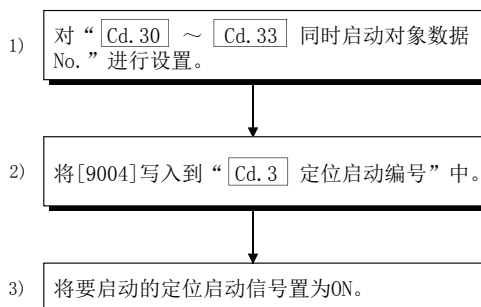 1) 对“ Cd.30 ～ Cd.33 同时启动对象数据
No.”进行设置。
2) 将[9004]写入到“ Cd.3 定位启动编号”中。
3) 将要启动的定位启动信号置为ON。